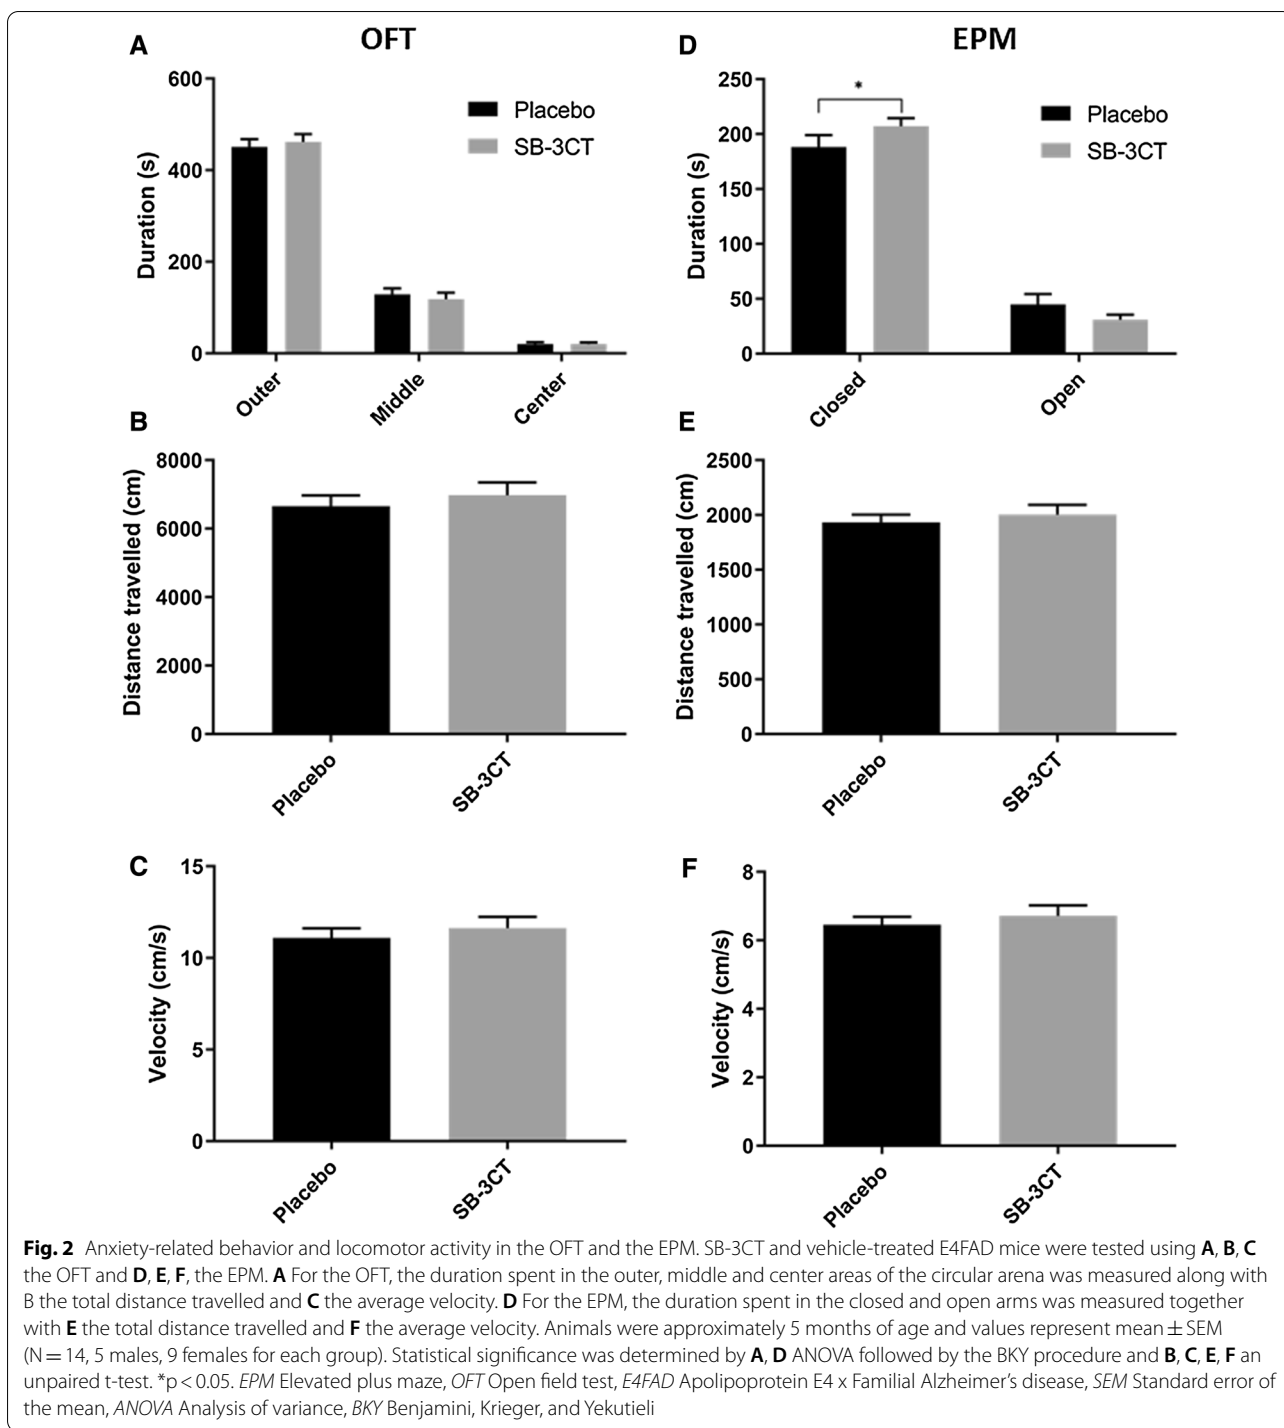 A
OFT
600
400
200
0
Duration (s)
Placebo
SB-3CT
Outer
Middle
Center
D
EPM
250
200
150
100
50
0
Duration (s)
*
Placebo
SB-3CT
Closed
Open
B
8000
6000
4000
2000
0
Distance travelled (cm)
Placebo
SB-3CT
E
2500
2000
1500
1000
500
0
Distance travelled (cm)
Placebo
SB-3CT
C
15
10
5
0
Velocity (cm/s)
Placebo
SB-3CT
F
8
6
4
2
0
Velocity (cm/s)
Placebo
SB-3CT
Fig. 2 Anxiety-related behavior and locomotor activity in the OFT and the EPM. SB-3CT and vehicle-treated E4FAD mice were tested using A, B, C
the OFT and D, E, F, the EPM. A For the OFT, the duration spent in the outer, middle and center areas of the circular arena was measured along with
B the total distance travelled and C the average velocity. D For the EPM, the duration spent in the closed and open arms was measured together
with E the total distance travelled and F the average velocity. Animals were approximately 5 months of age and values represent mean ± SEM
(N = 14, 5 males, 9 females for each group). Statistical significance was determined by A, D ANOVA followed by the BKY procedure and B, C, E, F an
unpaired t-test. *p < 0.05. EPM Elevated plus maze, OFT Open field test, E4FAD Apolipoprotein E4 x Familial Alzheimer's disease, SEM Standard error of
the mean, ANOVA Analysis of variance, BKY Benjamini, Krieger, and Yekutieli